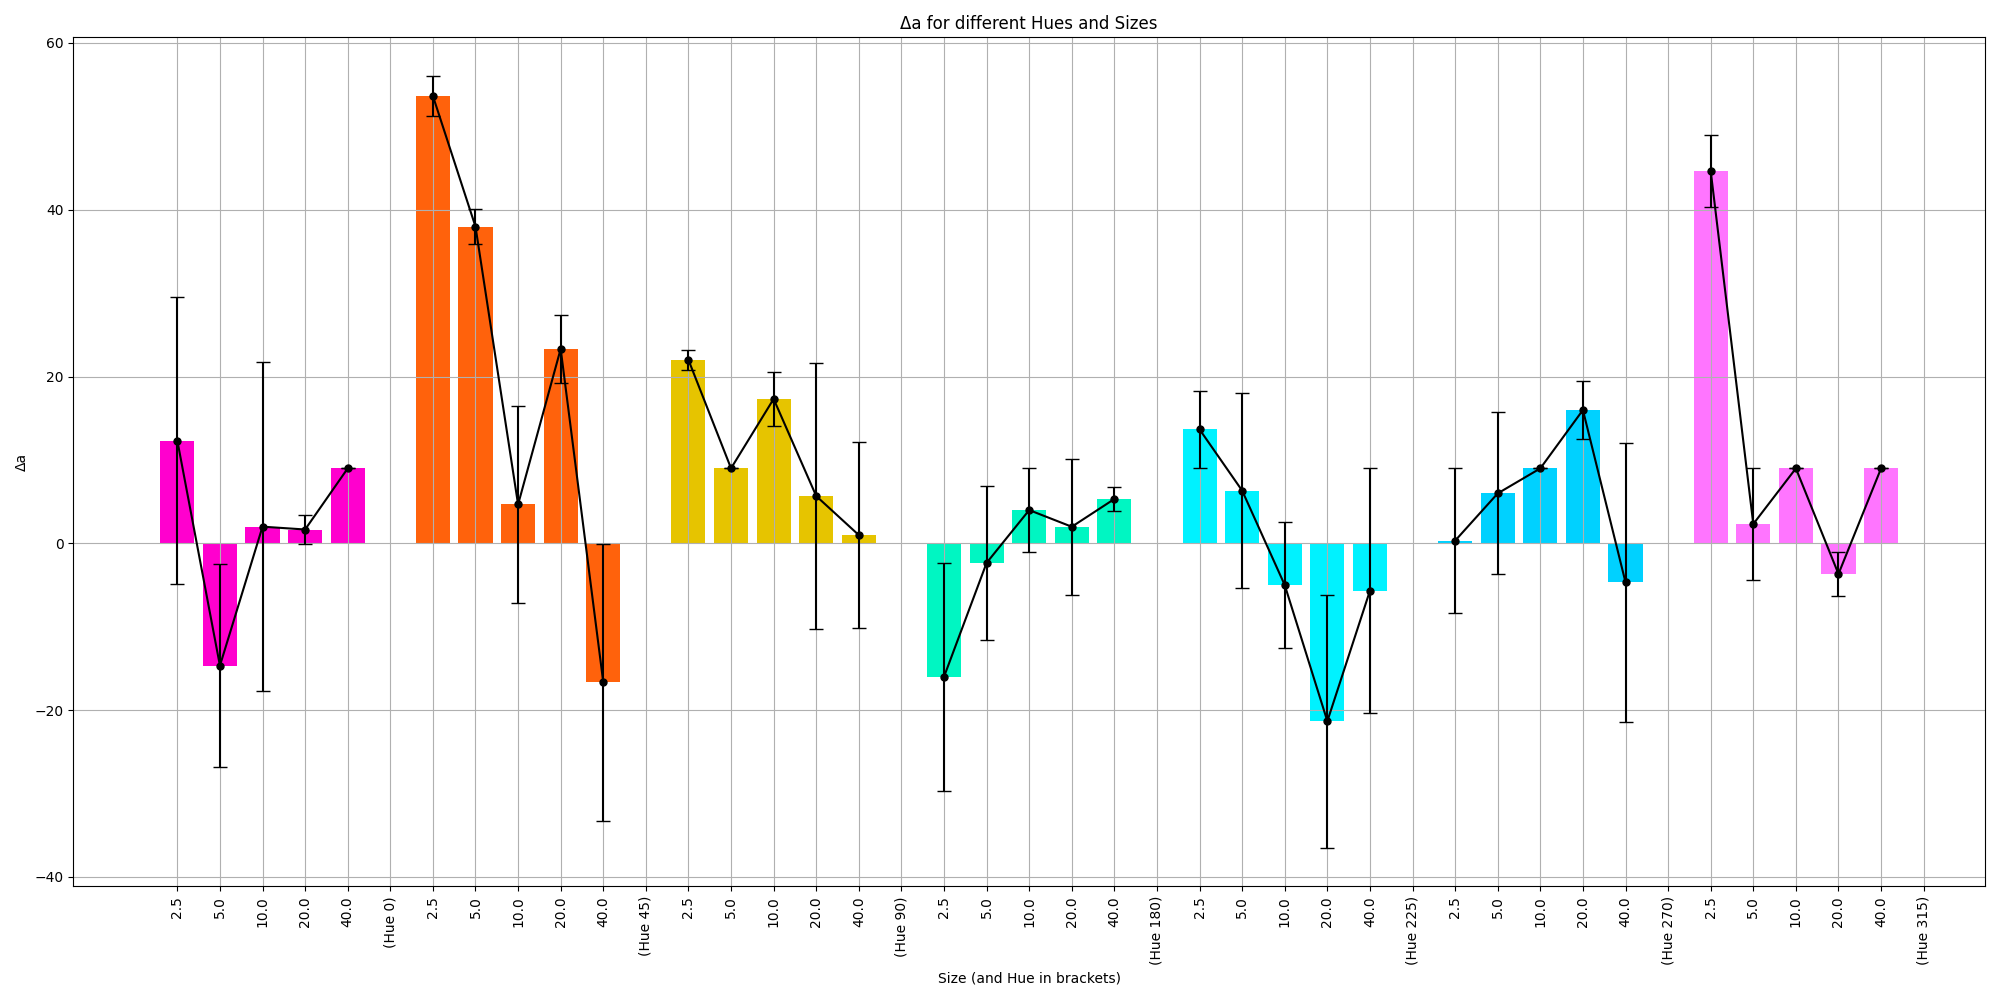 Δa for different Hues and Sizes
60
40
20
0
−20
−40
Δa
2.5 5.0 10.0 20.0 40.0 (Hue 0) 2.5 5.0 10.0 20.0 40.0 (Hue 45) 2.5 5.0 10.0 20.0 40.0 (Hue 90) 2.5 5.0 10.0 20.0 40.0 (Hue 180) 2.5 5.0 10.0 20.0 40.0 (Hue 225) 2.5 5.0 10.0 20.0 40.0 (Hue 270) 2.5 5.0 10.0 20.0 40.0 (Hue 315)
Size (and Hue in brackets)